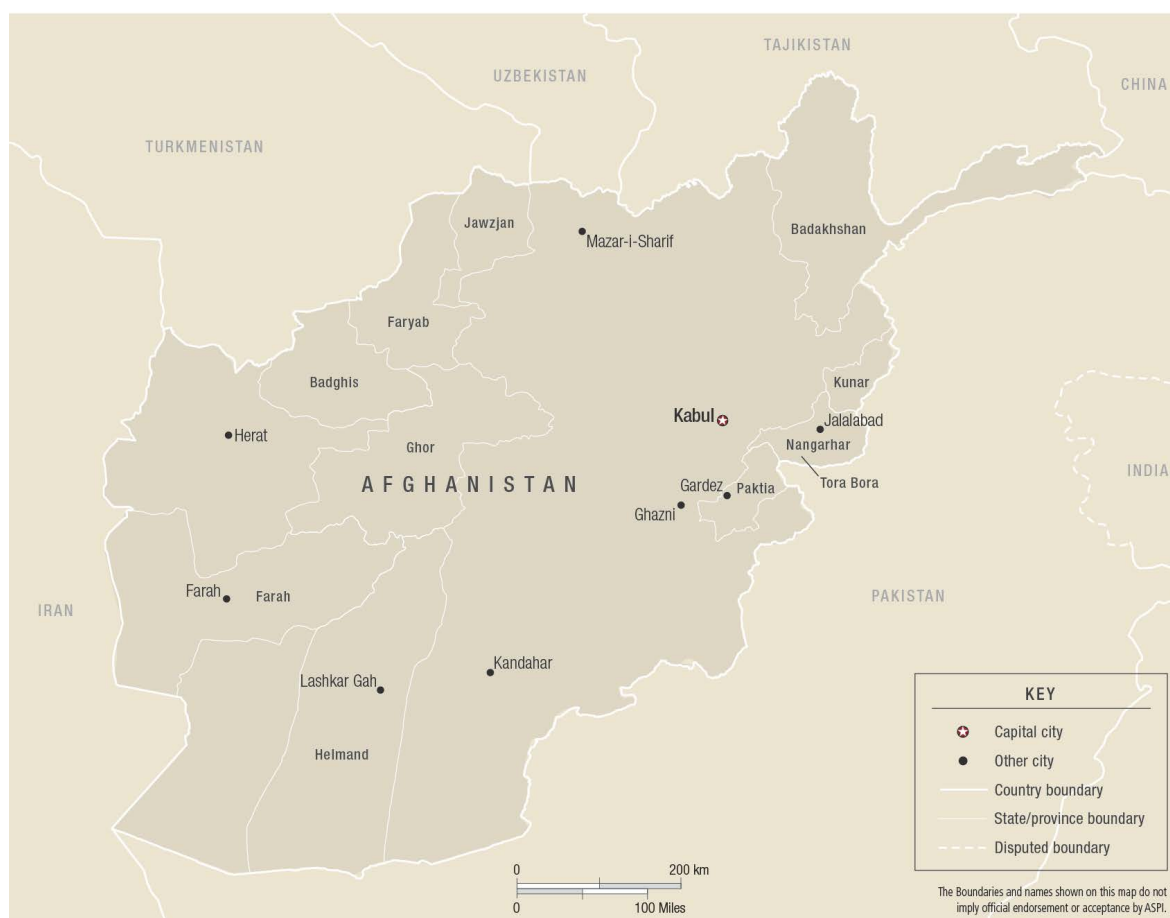 TAJIKISTAN
UZBEKISTAN
CHINA
TURKMENISTAN
Jawzjan
Badakhshan
Mazar-i-Sharif
Faryab
Badghis
Kunar
Kabul
Jalalabad
Herat
Ghor
Nangarhar
INDIA
AFGHANISTAN
Tora Bora
Gardez
Paktia
Ghazni
Farah
Farah
PAKISTAN
IRAN
Kandahar
Lashkar Gah
Helmand
KEY
Capital city
Other city
Country boundary
State/province boundary
Disputed boundary
0 200 km
0 100 Miles
The Boundaries and names shown on this map do not
imply official endorsement or acceptance by ASPI.